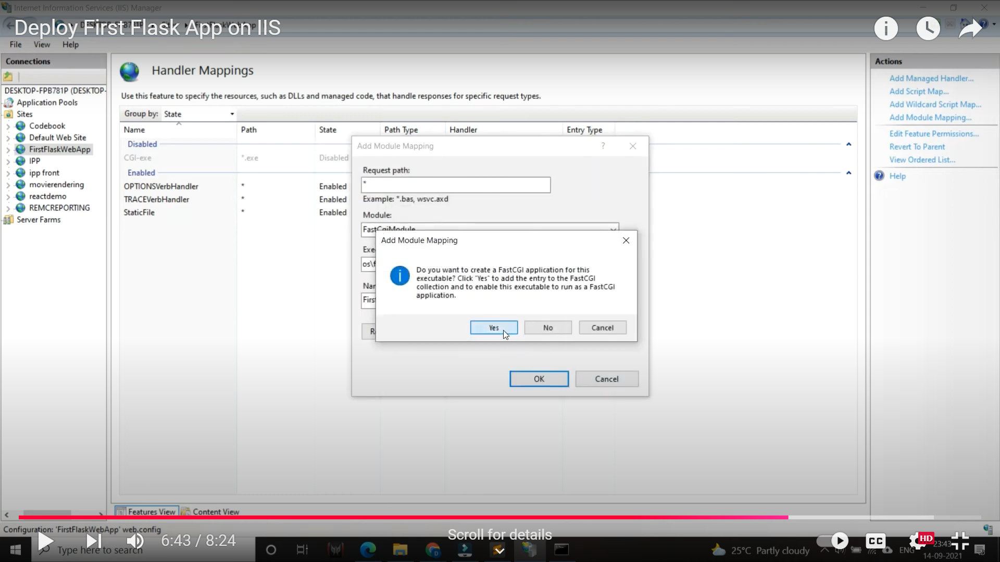 Internet Information Services (IIS) Manager
Deploy First Flask App on IIS
File View Help
Connections
DESKTOP-FPB781P (DESKTOP-
Application Pools
Sites
Codebook
Default Web Site
FirstFlaskWebApp
IPP
ipp front
movierendering
reactdemo
REMCREPORTING
Server Farms
Handler Mappings
Use this feature to specify the resources, such as DLLs and managed code, that handle responses for specific request types.
Group by: State
Name Path State Path Type Handler Entry Type
Disabled
CGI-exe *.exe Disabled
Enabled
OPTIONSVerbHandler * Enabled
TRACEVerbHandler * Enabled
StaticFile * Enabled
Add Module Mapping ?
Request path:
*
Example: *.bas, wsvc.axd
Module:
FastCgiModule
Exe
os\f
Nam
First
R
Add Module Mapping
Do you want to create a FastCGI application for this
executable? Click "Yes" to add the entry to the FastCGI
collection and to enable this executable to run as a FastCGI
application.
Yes No Cancel
OK Cancel
Actions
Add Managed Handler...
Add Script Map...
Add Wildcard Script Map...
Add Module Mapping...
Edit Feature Permissions...
Revert To Parent
View Ordered List...
Help
Features View Content View
Configuration: 'FirstFlaskWebApp' web.config
Scroll for details
6:43 / 8:24
Type here to search
25°C Partly cloudy
ENG
CC
HD
23:43
14-09-2021